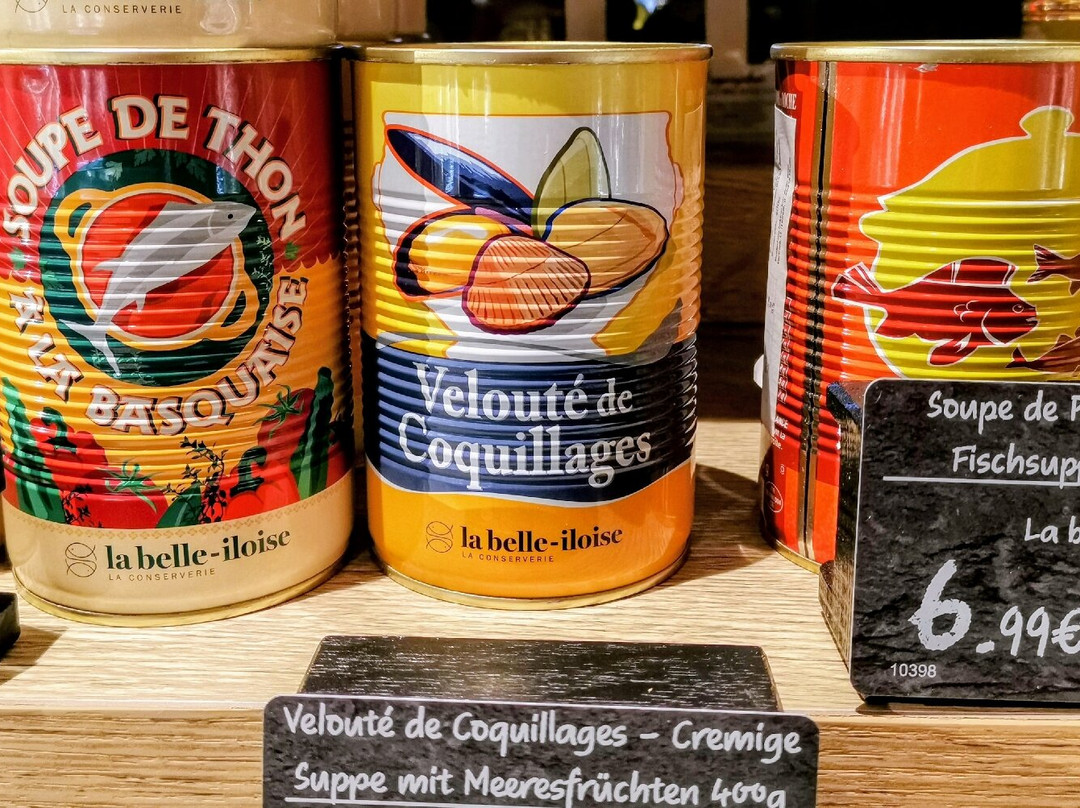 LA CONSERVERIE
SOUPE DE THON
À LA BASQUAISE
la belle-iloise
LA CONSERVERIE
Velouté de
Coquillages
la belle-iloise
LA CONSERVERIE
Soupe de
Fischsupp
La b
6.99€
10398
Velouté de Coquillages – Cremige
Suppe mit Meeresfrüchten 400g